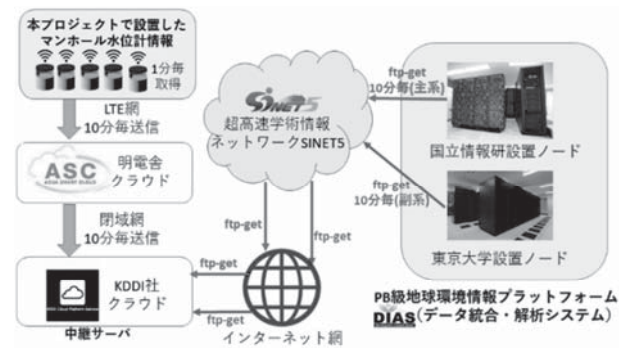 本プロジェクトで設置した
マンホール水位計情報
1分毎
取得
LTE網
10分毎送信
ASC
明電舎
クラウド
閉域網
10分毎送信
KDDI社
クラウド
中継サーバ
SINET5
超高速学術情報
ネットワークSINET5
ftp-get
ftp-get
ftp-get
ftp-get
インターネット網
ftp-get
10分毎(主系)
ftp-get
10分毎(副系)
国立情報研設置ノード
東京大学設置ノード
PB級地球環境情報プラットフォーム
DIAS(データ統合・解析システム)